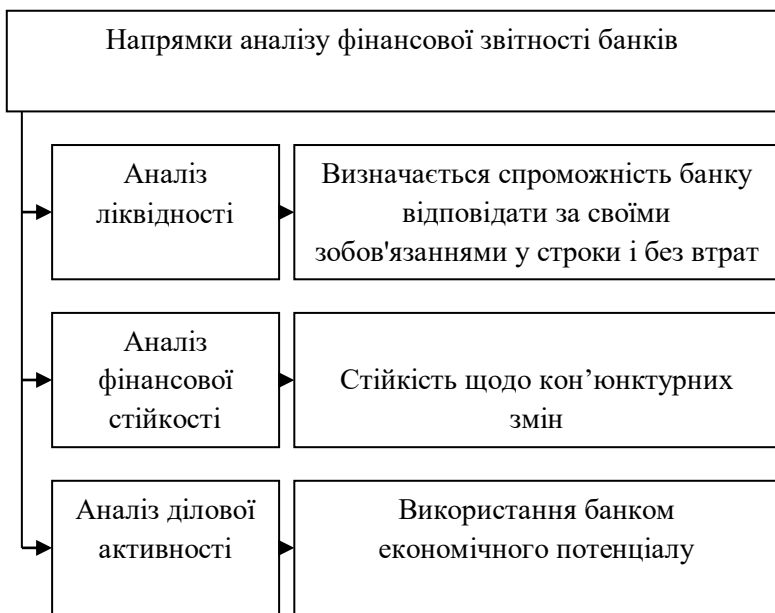 Напрямки аналізу фінансової звітності банків
Аналіз
ліквідності
Визначається спроможність банку
відповідати за своїми
зобов'язаннями у строки і без втрат
Аналіз
фінансової
стійкості
Стійкість щодо кон’юнктурних
змін
Аналіз ділової
активності
Використання банком
економічного потенціалу